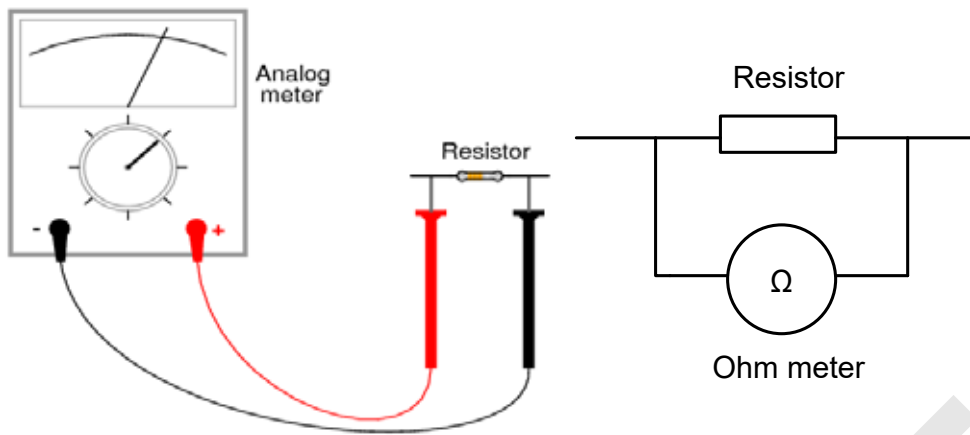 Analog
meter
-
+
Resistor
Resistor
Ω
Ohm meter